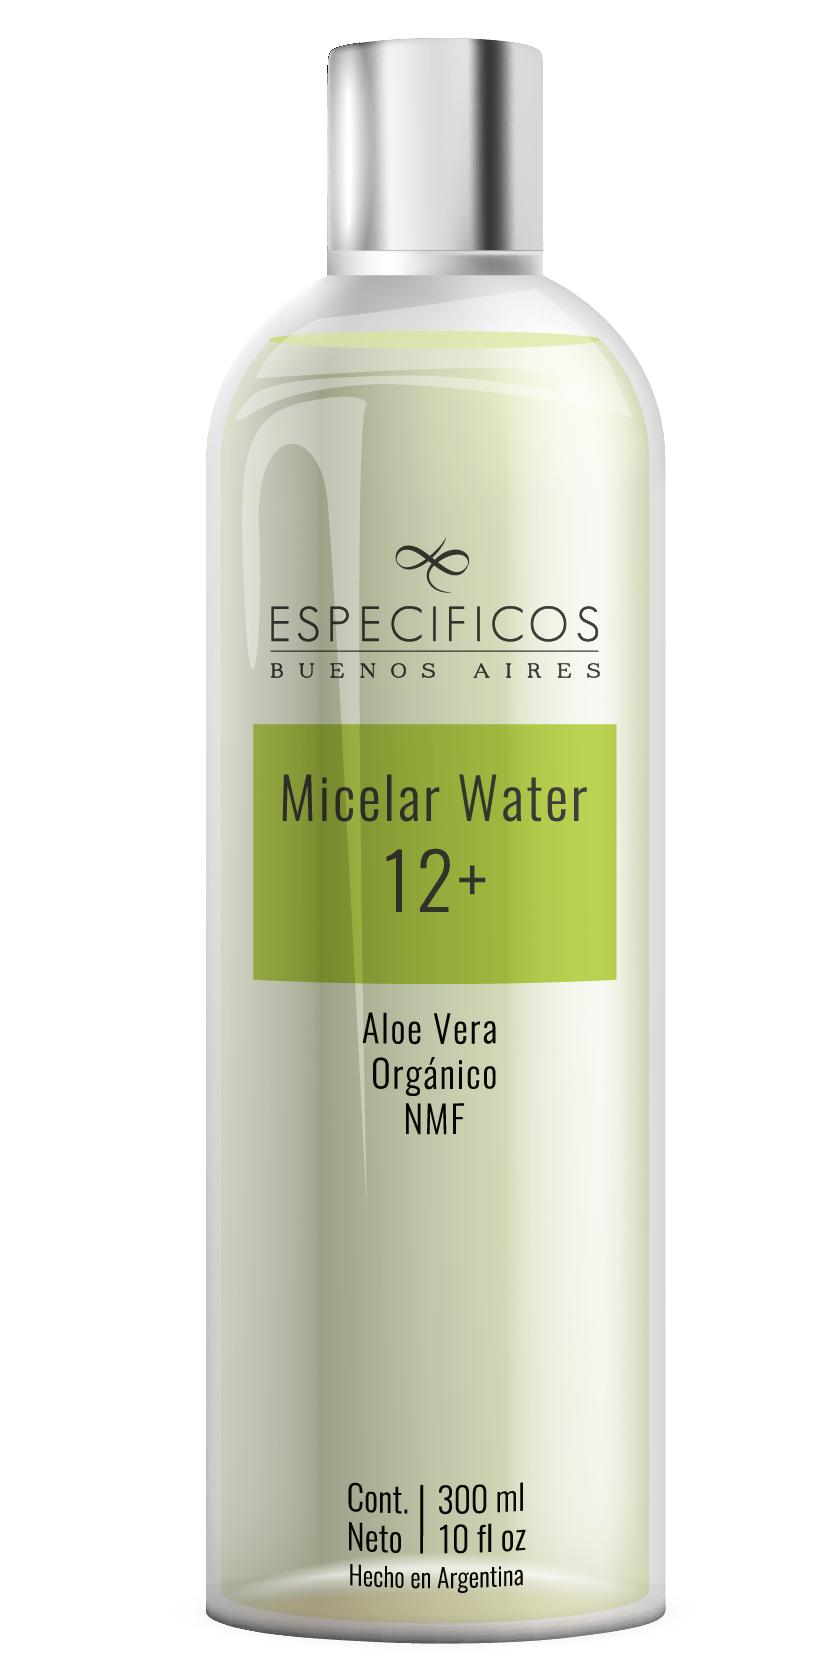 ESPECIFICOS
BUENOS AIRES
Micelar Water
12+
Aloe Vera
Orgánico
NMF
Cont. | 300 ml
Neto | 10 fl oz
Hecho en Argentina